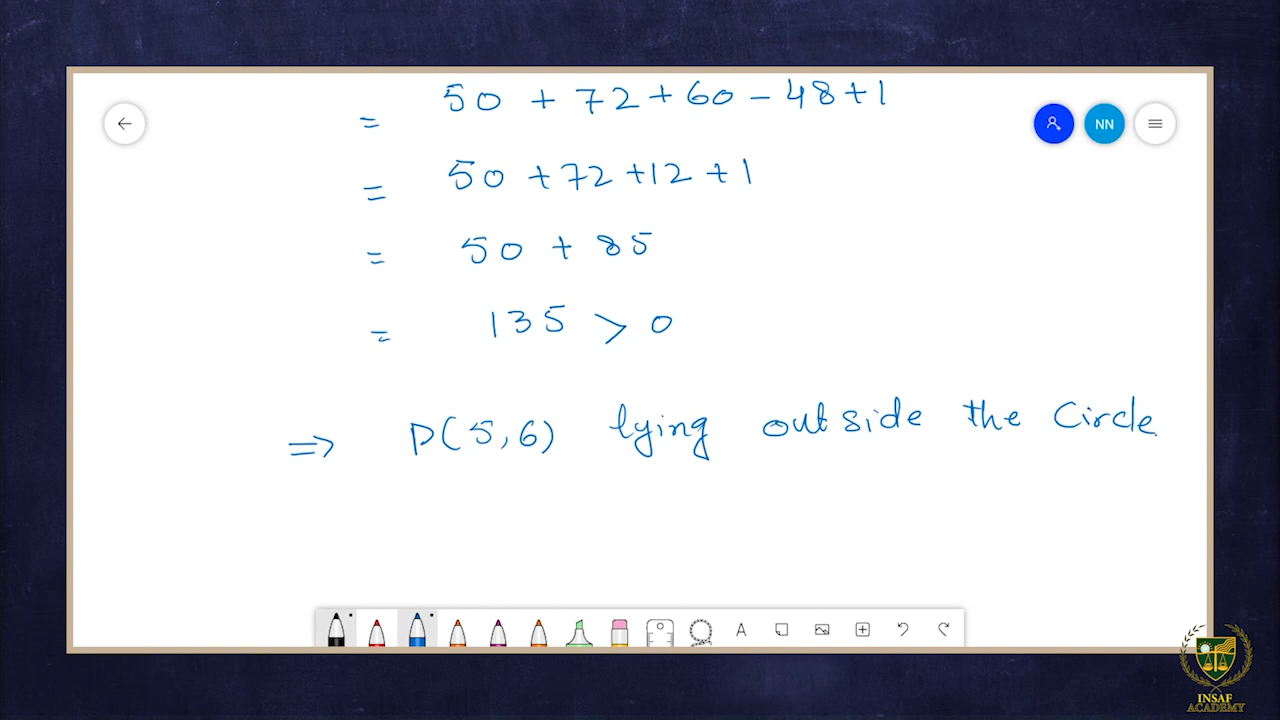 = 50 + 72 + 60 - 48 + 1
NN
= 50 + 72 + 12 + 1
= 50 + 85
= 135 > 0
⇒ P(5,6) lying outside the Circle.
A
INSAF
ACADEMY